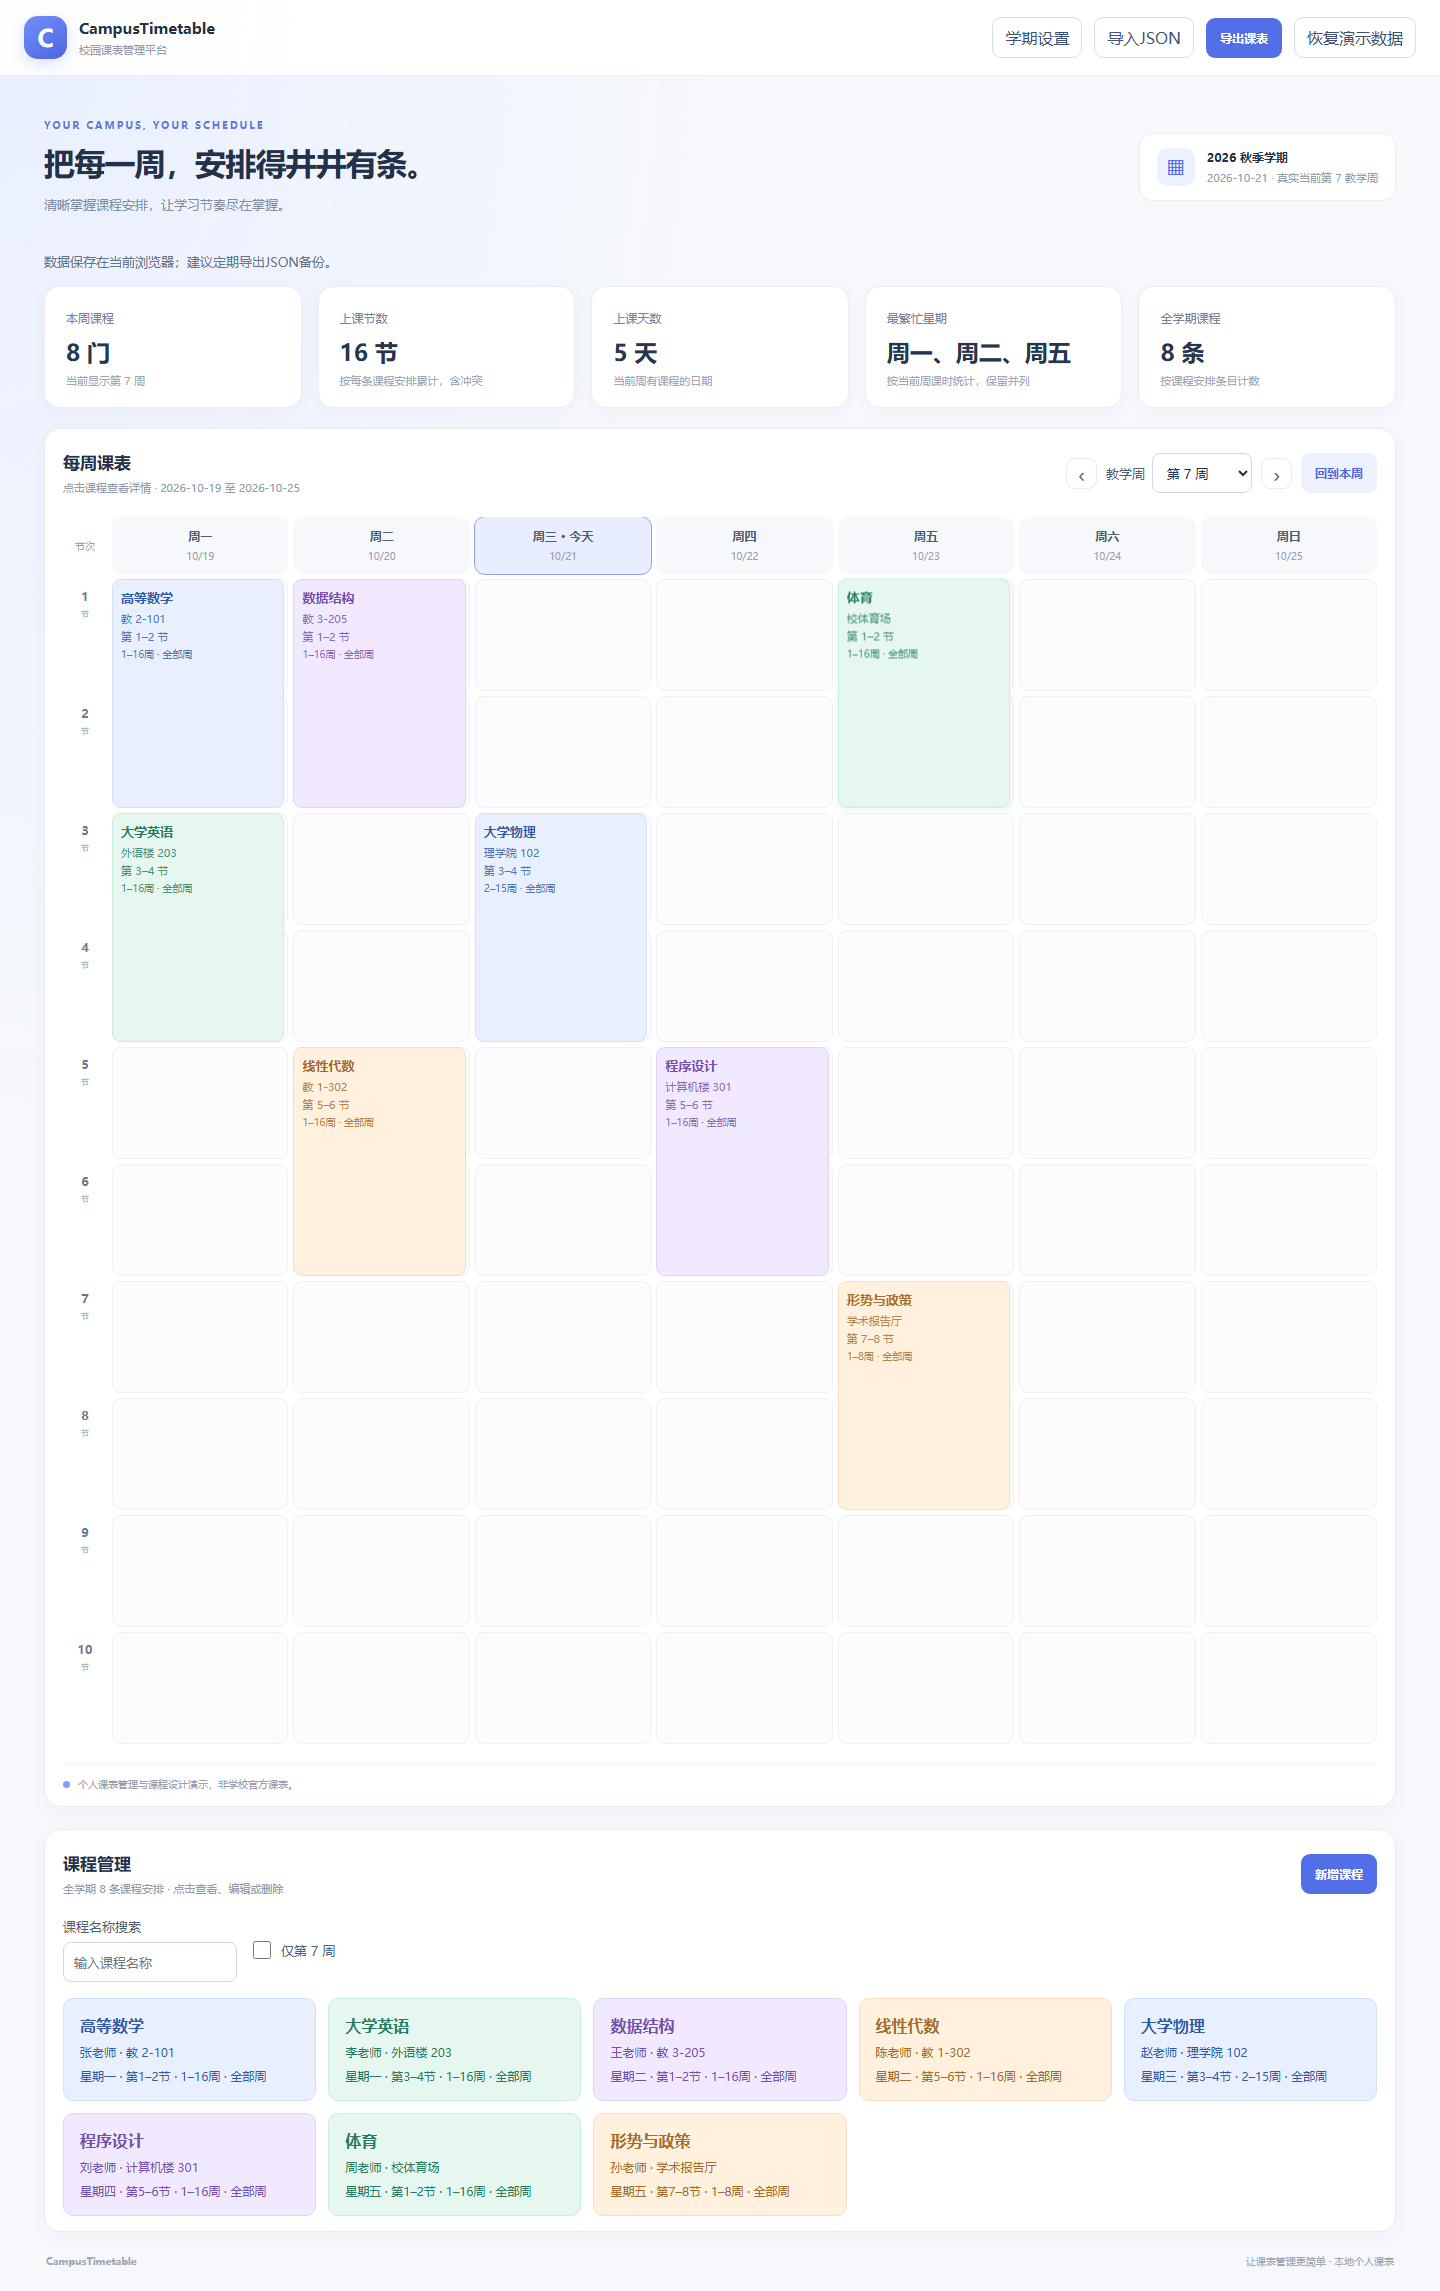 C
CampusTimetable
校园课表管理平台
学期设置
导入JSON
导出课表
恢复演示数据
YOUR CAMPUS, YOUR SCHEDULE
把每一周，安排得井井有条。
清晰掌握课程安排，让学习节奏尽在掌握。
2026 秋季学期
2026-10-21 · 真实当前第 7 教学周
数据保存在当前浏览器；建议定期导出JSON备份。
本周课程
8 门
当前显示第 7 周
上课节数
16 节
按每条课程安排累计，含冲突
上课天数
5 天
当前周有课程的日期
最繁忙星期
周一、周二、周五
按当前周课时统计，保留并列
全学期课程
8 条
按课程安排条目计数
每周课表
点击课程查看详情 · 2026-10-19 至 2026-10-25
‹
教学周
第 7 周
›
回到本周
节次
周一
10/19
周二
10/20
周三 · 今天
10/21
周四
10/22
周五
10/23
周六
10/24
周日
10/25
1
节
高等数学
教 2-101
第 1–2 节
1–16周 · 全部周
数据结构
教 3-205
第 1–2 节
1–16周 · 全部周
体育
校体育场
第 1–2 节
1–16周 · 全部周
2
节
3
节
大学英语
外语楼 203
第 3–4 节
1–16周 · 全部周
大学物理
理学院 102
第 3–4 节
2–15周 · 全部周
4
节
5
节
线性代数
教 1-302
第 5–6 节
1–16周 · 全部周
程序设计
计算机楼 301
第 5–6 节
1–16周 · 全部周
6
节
7
节
形势与政策
学术报告厅
第 7–8 节
1–8周 · 全部周
8
节
9
节
10
节
个人课表管理与课程设计演示，非学校官方课表。
课程管理
全学期 8 条课程安排 · 点击查看、编辑或删除
新增课程
课程名称搜索
输入课程名称
仅第 7 周
高等数学
张老师 · 教 2-101
星期一 · 第1–2节 · 1–16周 · 全部周
大学英语
李老师 · 外语楼 203
星期一 · 第3–4节 · 1–16周 · 全部周
数据结构
王老师 · 教 3-205
星期二 · 第1–2节 · 1–16周 · 全部周
线性代数
陈老师 · 教 1-302
星期二 · 第5–6节 · 1–16周 · 全部周
大学物理
赵老师 · 理学院 102
星期三 · 第3–4节 · 2–15周 · 全部周
程序设计
刘老师 · 计算机楼 301
星期四 · 第5–6节 · 1–16周 · 全部周
体育
周老师 · 校体育场
星期五 · 第1–2节 · 1–16周 · 全部周
形势与政策
孙老师 · 学术报告厅
星期五 · 第7–8节 · 1–8周 · 全部周
CampusTimetable
让课表管理更简单 · 本地个人课表